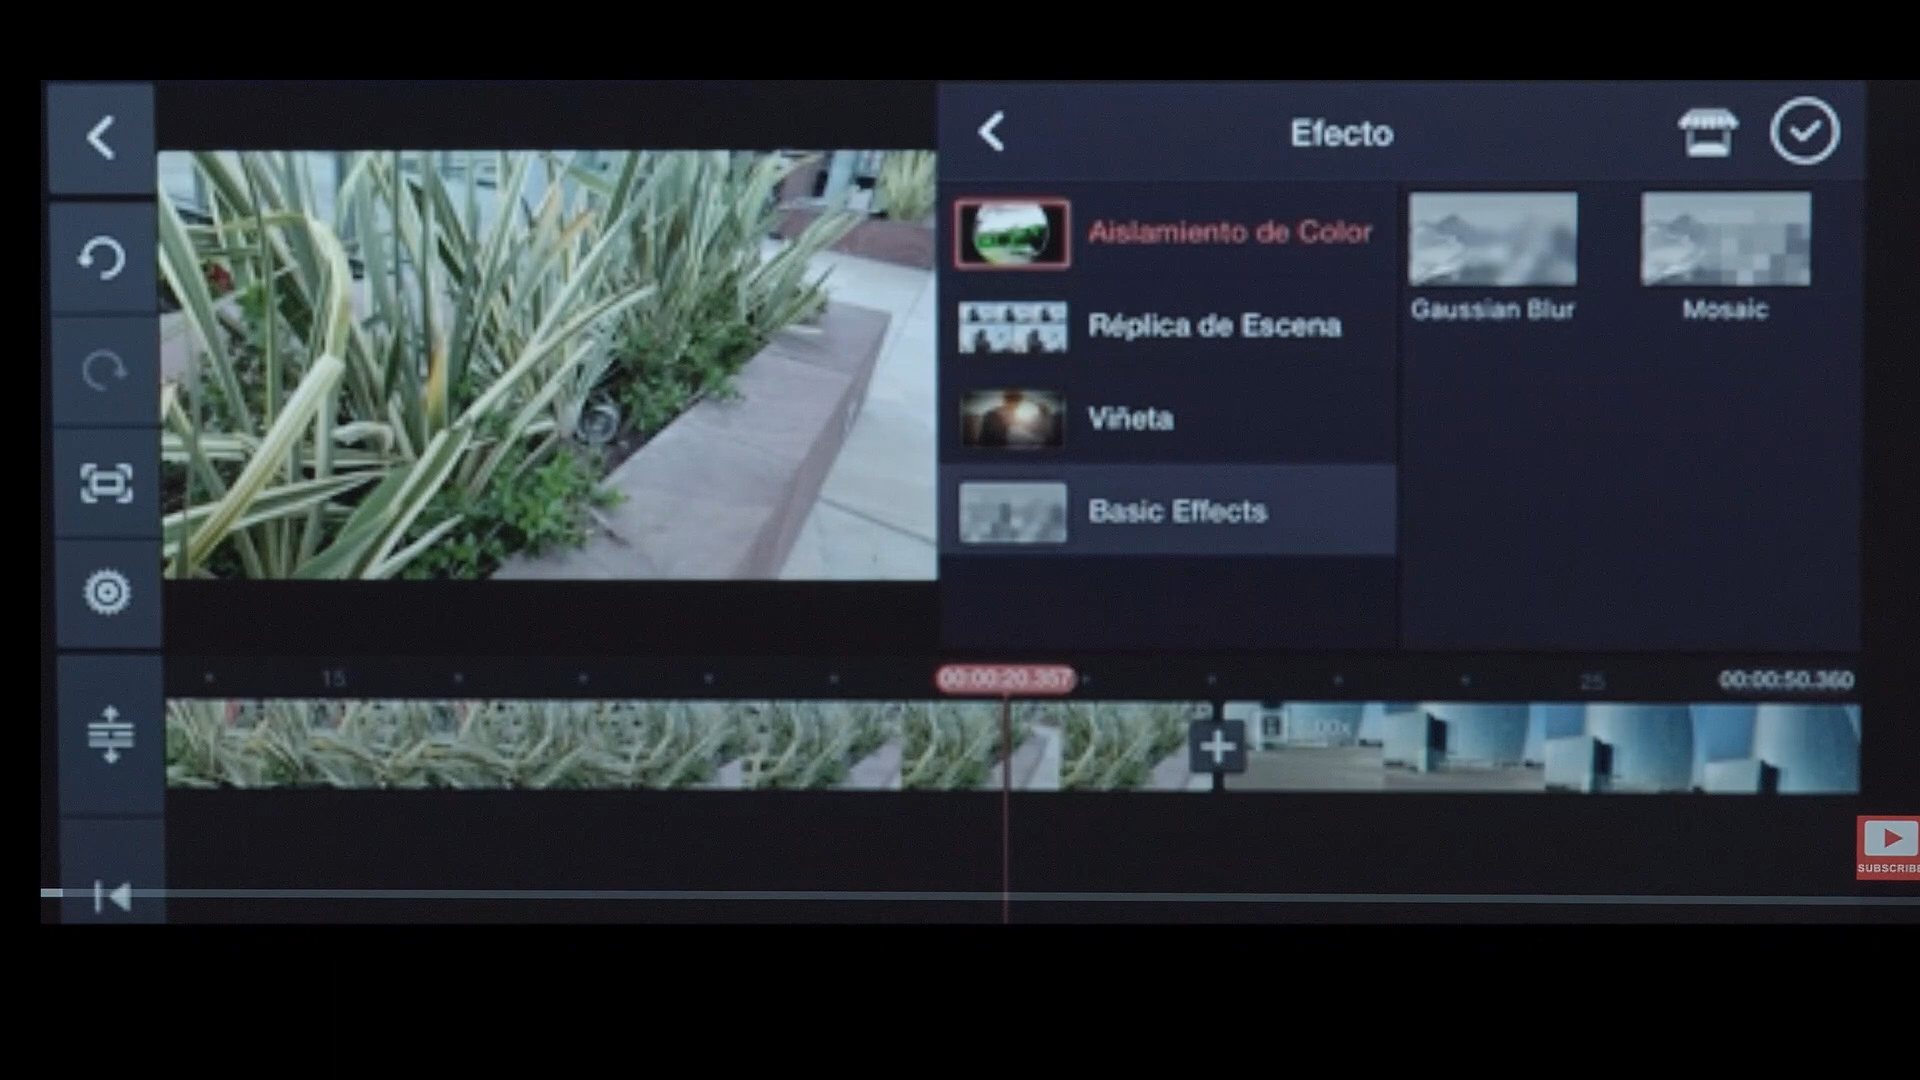 Efecto
Aislamiento de Color
Réplica de Escena
Viñeta
Basic Effects
Gaussian Blur
Mosaic
15
00:00:20.357
25
00:00:50.360
SUBSCRIBE